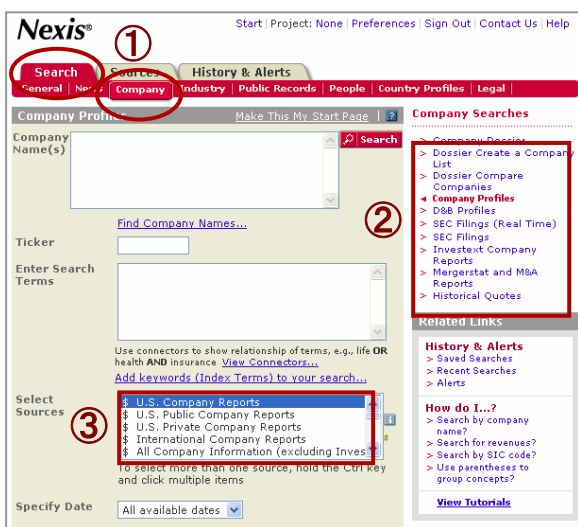 Nexis®
Start | Project: None | Preferences | Sign Out | Contact Us | Help
①
Search Sources History & Alerts
General | News | Company | Industry | Public Records | People | Country Profiles | Legal |
Company Profiles Make This My Start Page | ?
Company Name(s)
Search
Find Company Names...
Ticker
Enter Search Terms
Use connectors to show relationship of terms, e.g., life OR
health AND insurance View Connectors...
Add keywords (Index Terms) to your search...
Select Sources
③
$ U.S. Company Reports
$ U.S. Public Company Reports
$ U.S. Private Company Reports
$ International Company Reports
$ All Company Information (excluding Inves
i
$
To select more than one source, hold the Ctrl key
and click multiple items
Specify Date All available dates
Company Searches
②
> Company Dossier
> Dossier Create a Company
List
> Dossier Compare
Companies
◄ Company Profiles
> D&B Profiles
> SEC Filings (Real Time)
> SEC Filings
> Investext Company
Reports
> Mergerstat and M&A
Reports
> Historical Quotes
Related Links
History & Alerts
> Saved Searches
> Recent Searches
> Alerts
How do I...?
> Search by company
name?
> Search for revenues?
> Search by SIC code?
> Use parentheses to
group concepts?
View Tutorials